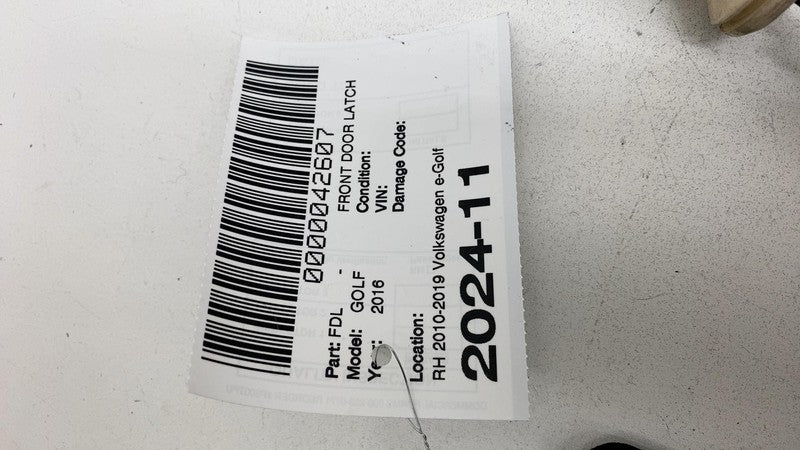 0000042607
Part: FDL - FRONT DOOR LATCH
Model: GOLF Condition:
Year: 2016 VIN:
Damage Code:
Location:
RH 2010-2019 Volkswagen e-Golf
2024-11